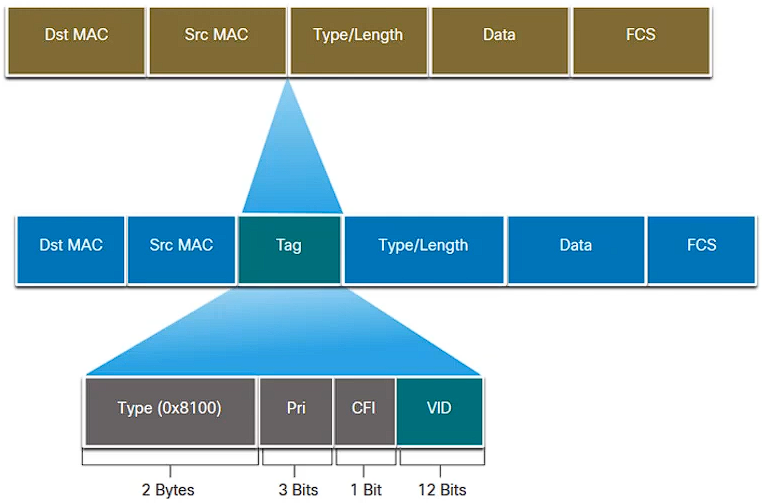 Dst MAC Src MAC Type/Length Data FCS
Dst MAC Src MAC Tag Type/Length Data FCS
Type (0x8100) Pri CFI VID
2 Bytes 3 Bits 1 Bit 12 Bits